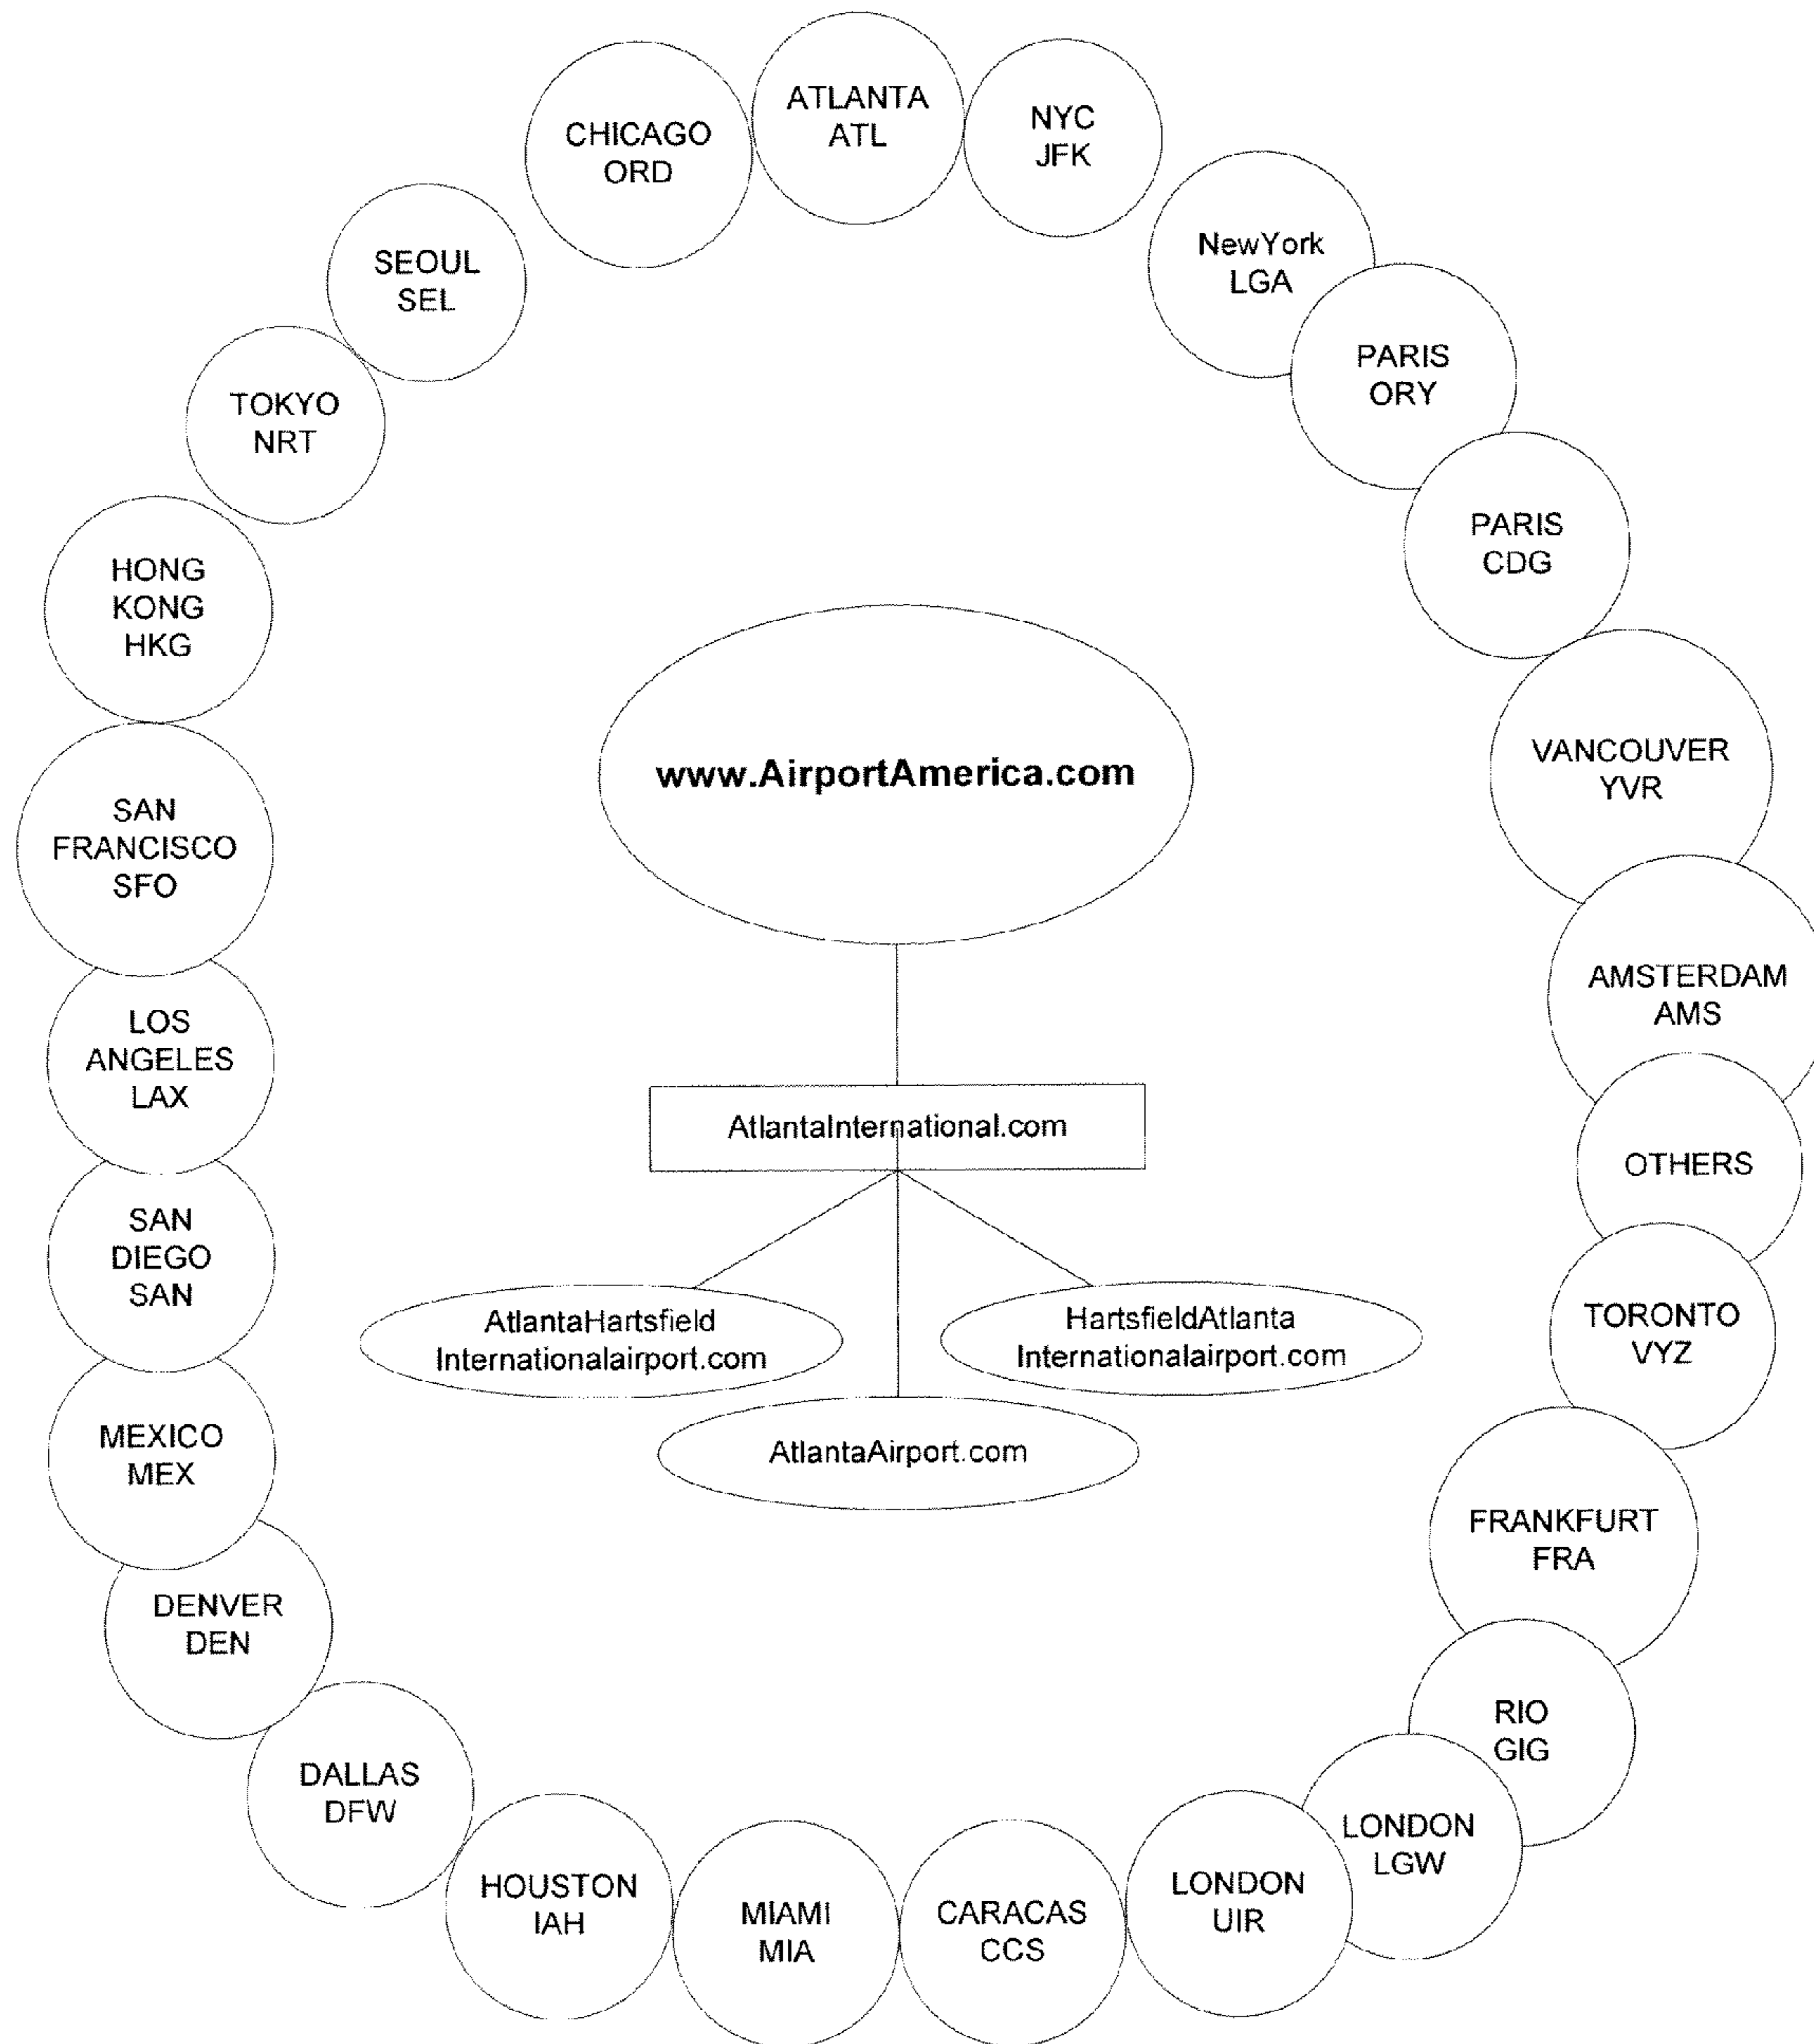 ATLANTA
ATL
NYC
JFK
NewYork
LGA
PARIS
ORY
PARIS
CDG
VANCOUVER
YVR
AMSTERDAM
AMS
OTHERS
TORONTO
VYZ
FRANKFURT
FRA
RIO
GIG
LONDON
LGW
LONDON
UIR
CARACAS
CCS
MIAMI
MIA
HOUSTON
IAH
DALLAS
DFW
DENVER
DEN
MEXICO
MEX
SAN
DIEGO
SAN
LOS
ANGELES
LAX
SAN
FRANCISCO
SFO
HONG
KONG
HKG
TOKYO
NRT
SEOUL
SEL
CHICAGO
ORD
www.AirportAmerica.com
AtlantaInternational.com
AtlantaHartsfield
Internationalairport.com
HartsfieldAtlanta
Internationalairport.com
AtlantaAirport.com